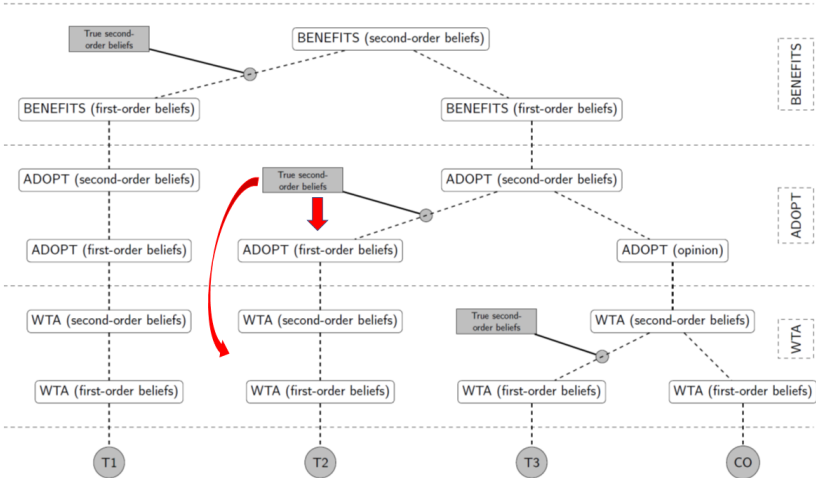 True second-
order beliefs
BENEFITS (second-order beliefs)
BENEFITS
BENEFITS (first-order beliefs)
BENEFITS (first-order beliefs)
ADOPT (second-order beliefs)
True second-
order beliefs
ADOPT (second-order beliefs)
ADOPT
ADOPT (first-order beliefs)
ADOPT (first-order beliefs)
ADOPT (opinion)
WTA (second-order beliefs)
WTA (second-order beliefs)
True second-
order beliefs
WTA (second-order beliefs)
WTA
WTA (first-order beliefs)
WTA (first-order beliefs)
WTA (first-order beliefs)
WTA (first-order beliefs)
T1
T2
T3
CO